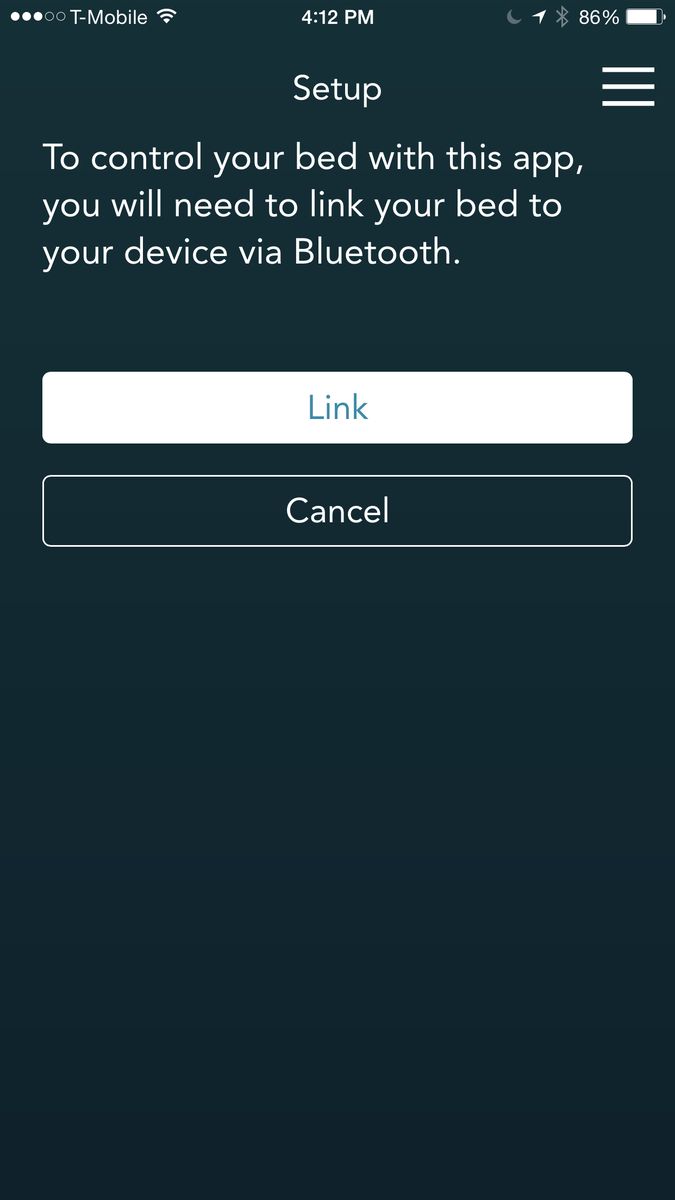 T-Mobile 4:12 PM 86%
Setup
To control your bed with this app,
you will need to link your bed to
your device via Bluetooth.
Link
Cancel